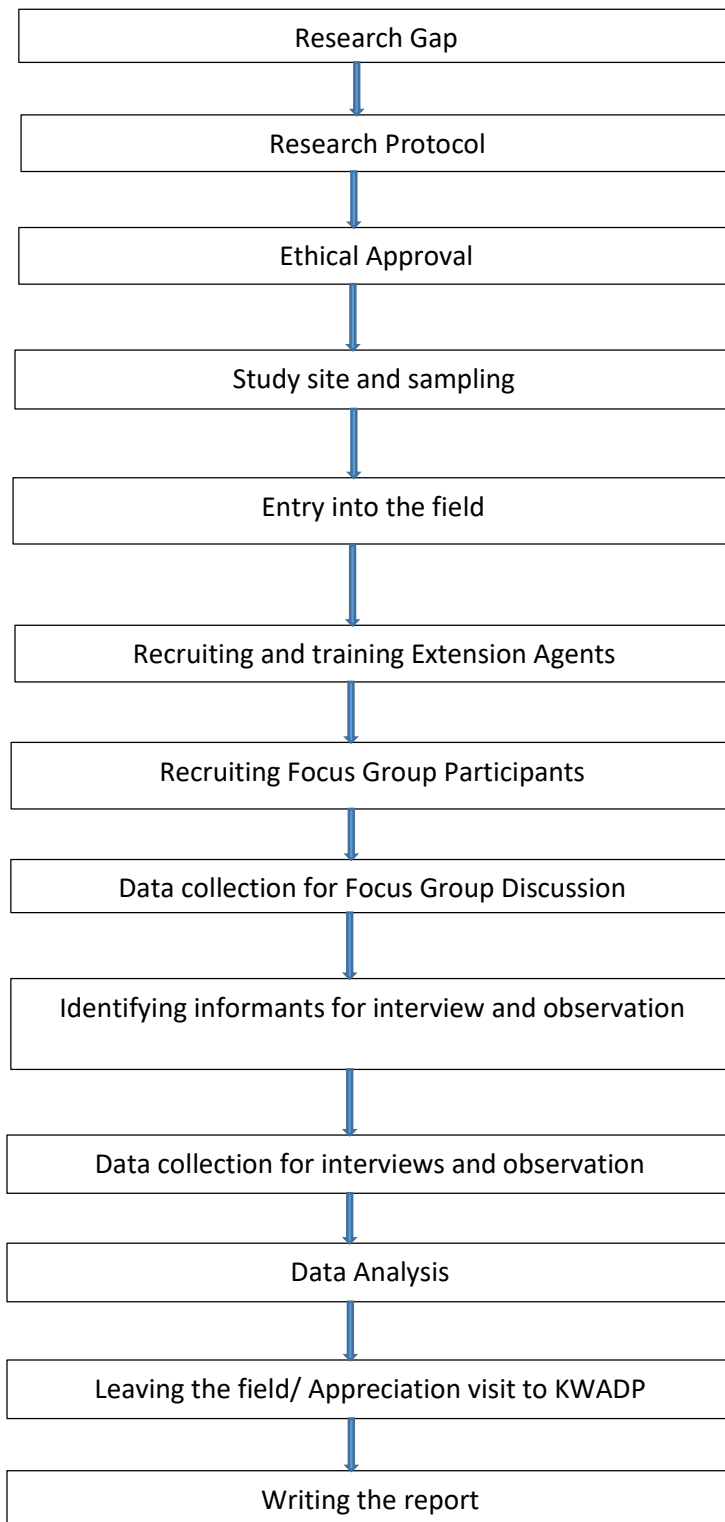 Research Gap
Research Protocol
Ethical Approval
Study site and sampling
Entry into the field
Recruiting and training Extension Agents
Recruiting Focus Group Participants
Data collection for Focus Group Discussion
Identifying informants for interview and observation
Data collection for interviews and observation
Data Analysis
Leaving the field/ Appreciation visit to KWADP
Writing the report